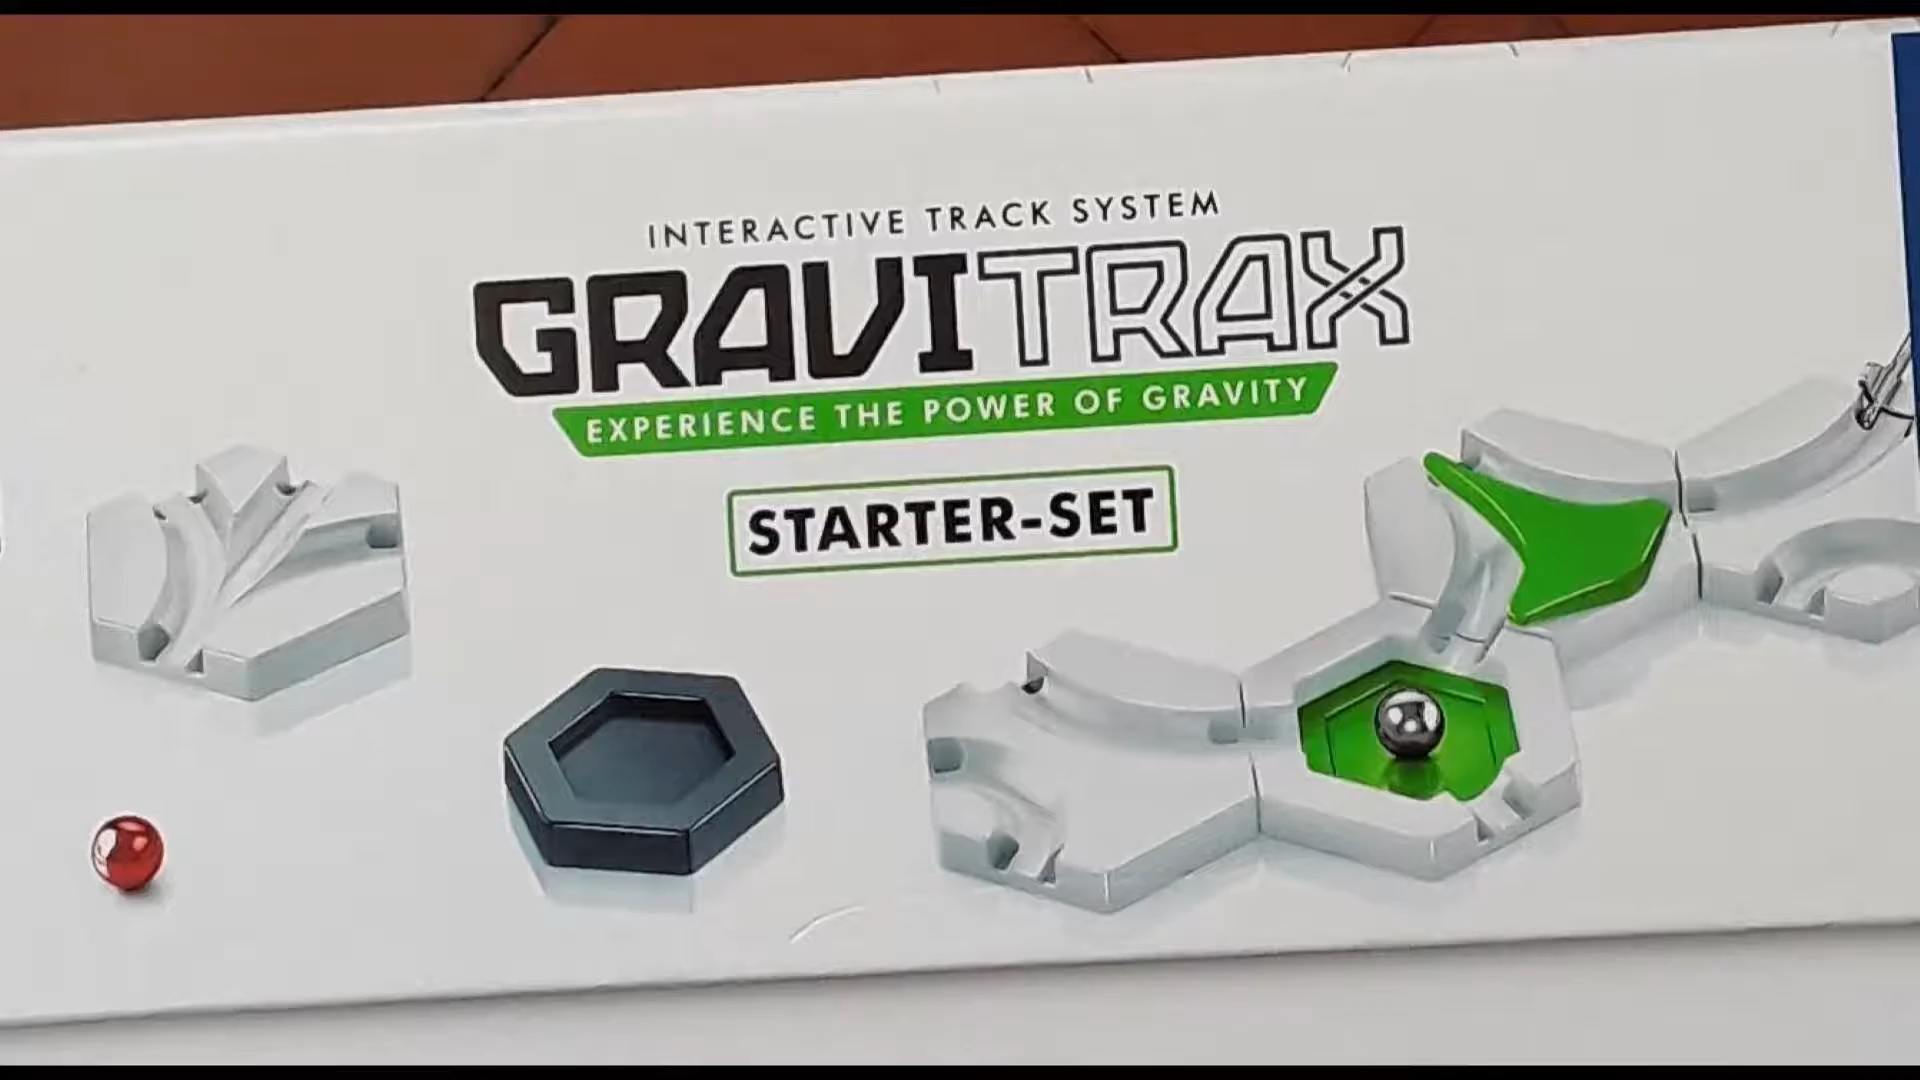 INTERACTIVE TRACK SYSTEM
GRAVITRAX
EXPERIENCE THE POWER OF GRAVITY
STARTER-SET